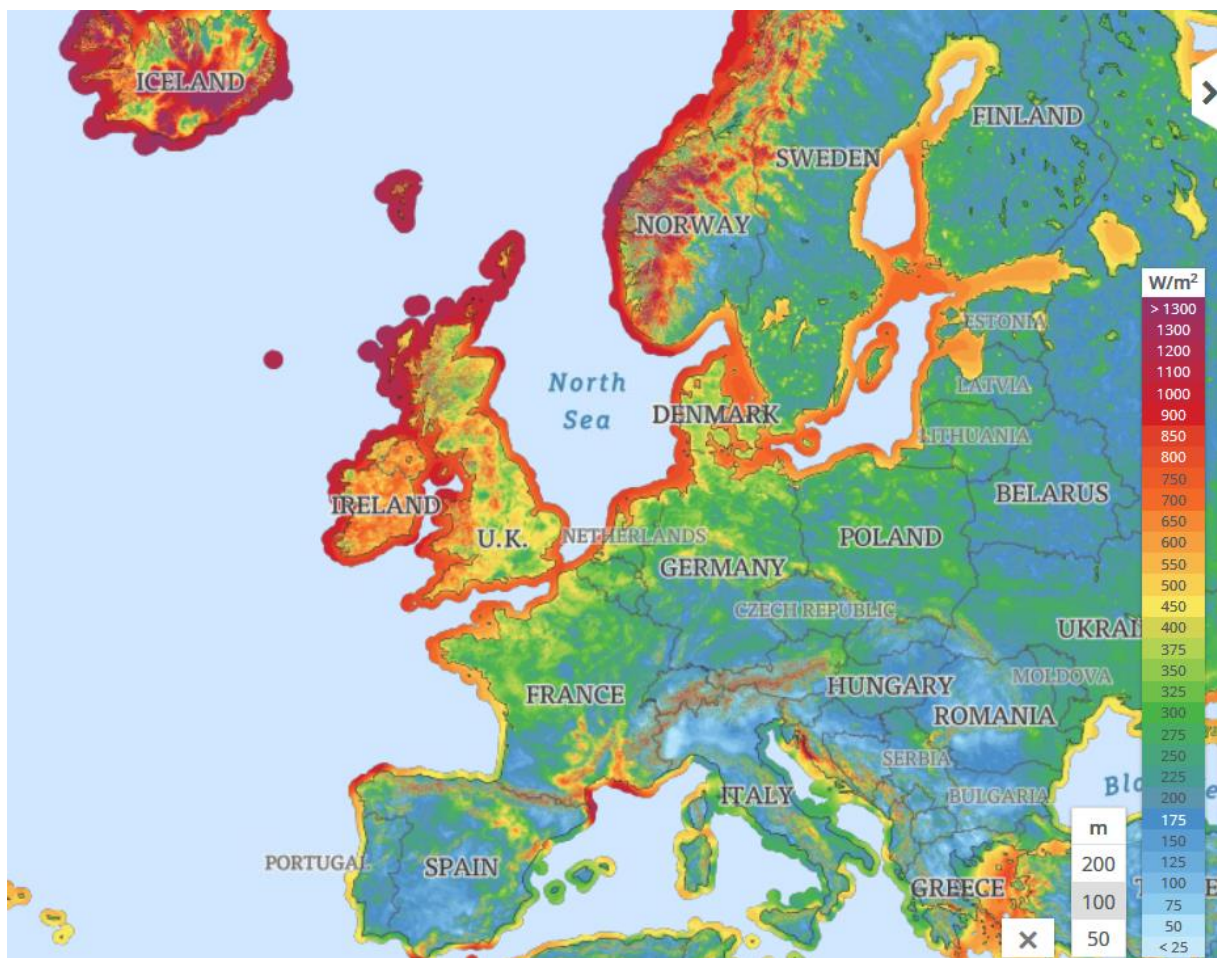 ICELAND
FINLAND
SWEDEN
NORWAY
W/m²
> 1300
1300
1200
1100
1000
900
850
800
750
700
650
600
550
500
450
400
375
350
325
300
275
250
225
200
175
150
125
100
75
50
< 25
ESTONIA
North
Sea
LATVIA
DENMARK
LITHUANIA
BELARUS
IRELAND
U.K.
NETHERLANDS
POLAND
GERMANY
CZECH REPUBLIC
UKRAI
MOLDOVA
FRANCE
HUNGARY
ROMANIA
SERBIA
ITALY
BULGARIA
PORTUGAL
SPAIN
GREECE
m
200
100
50